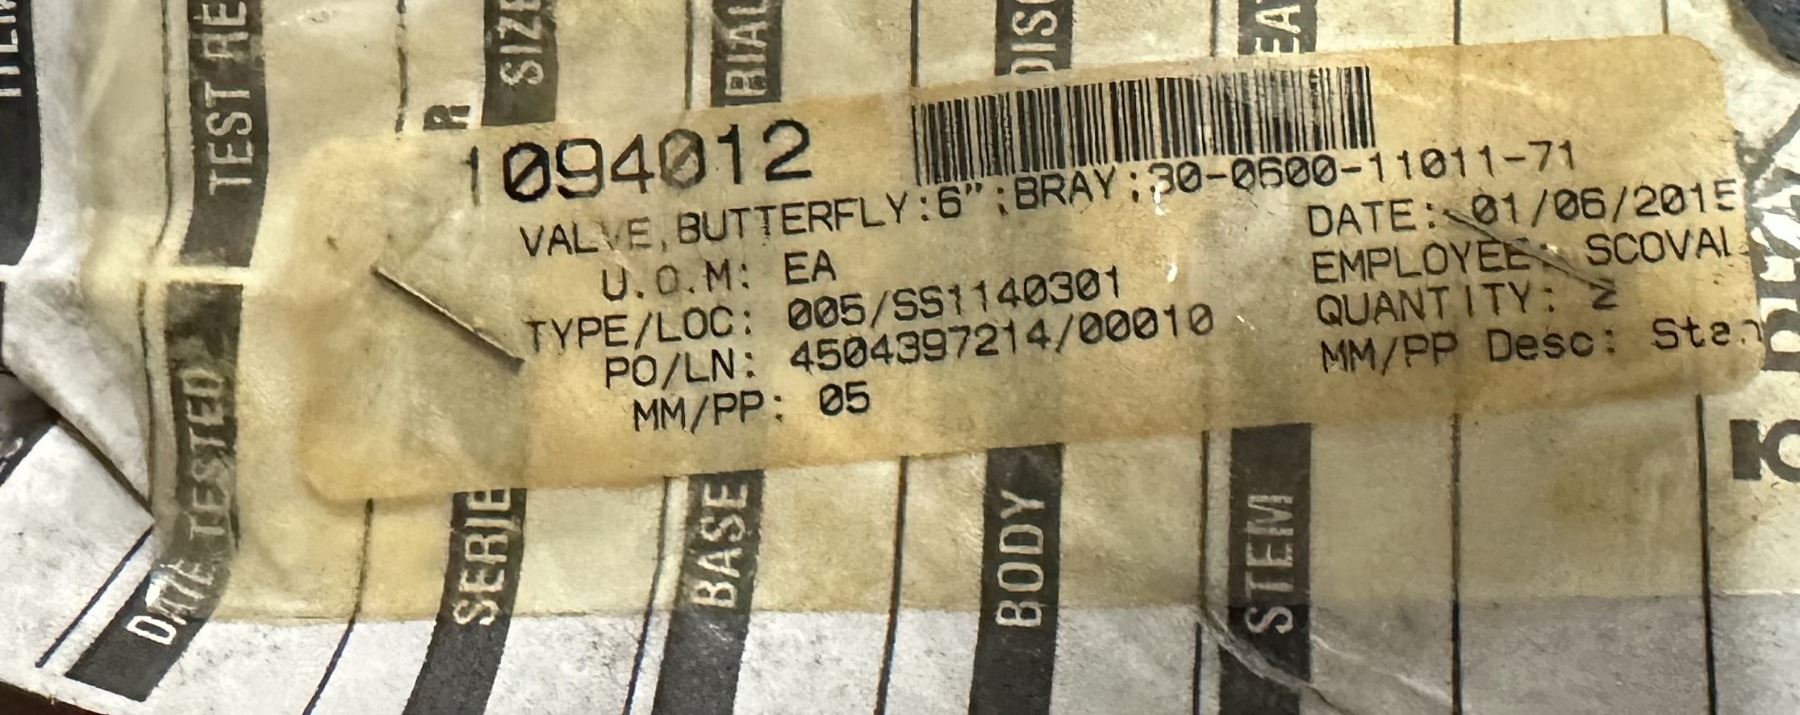 1094012
VALVE,BUTTERFLY:6";BRAY;30-0600-11011-71
U.O.M: EA
TYPE/LOC: 005/SS1140301
PO/LN: 4504397214/00010
MM/PP: 05
DATE: 01/06/2015
EMPLOYEE: SCOVAL
QUANTITY: 2
MM/PP Desc:
TEST
SIZE
DISC
DATE TESTED
SERIE
BASE
BODY
STEM